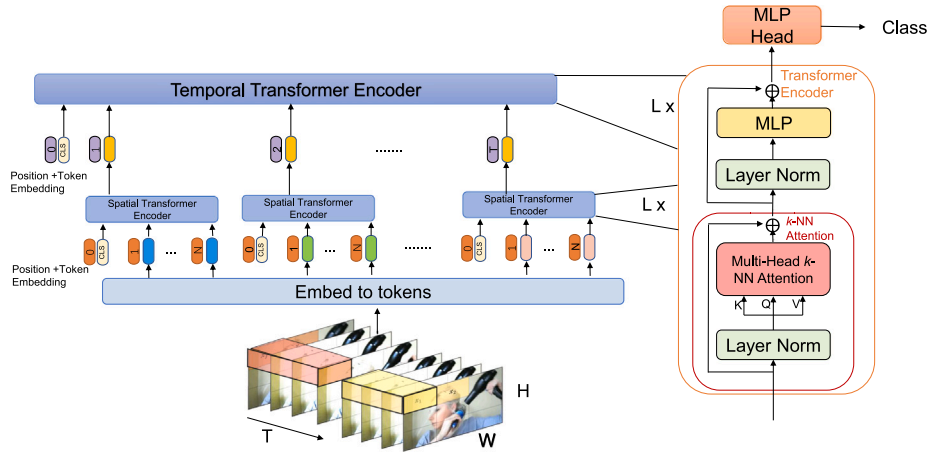 MLP
Head
Class
Transformer
Encoder
Temporal Transformer Encoder
L x
MLP
0
CLS
1
2
.......
T
Position +Token
Embedding
Layer Norm
Spatial Transformer
Encoder
Spatial Transformer
Encoder
Spatial Transformer
Encoder
L x
k-NN
Attention
0
CLS
1
...
N
0
CLS
1
...
N
.......
0
CLS
1
...
N
Position +Token
Embedding
Multi-Head k-
NN Attention
K
Q
V
Embed to tokens
Layer Norm
H
T
W